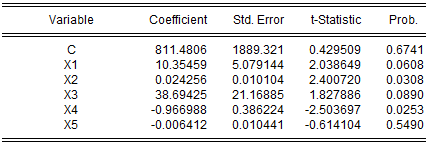 Variable Coefficient Std. Error t-Statistic Prob.
C 811.4806 1889.321 0.429509 0.6741
X1 10.35459 5.079144 2.038649 0.0608
X2 0.024256 0.010104 2.400720 0.0308
X3 38.69425 21.16885 1.827886 0.0890
X4 -0.966988 0.386224 -2.503697 0.0253
X5 -0.006412 0.010441 -0.614104 0.5490